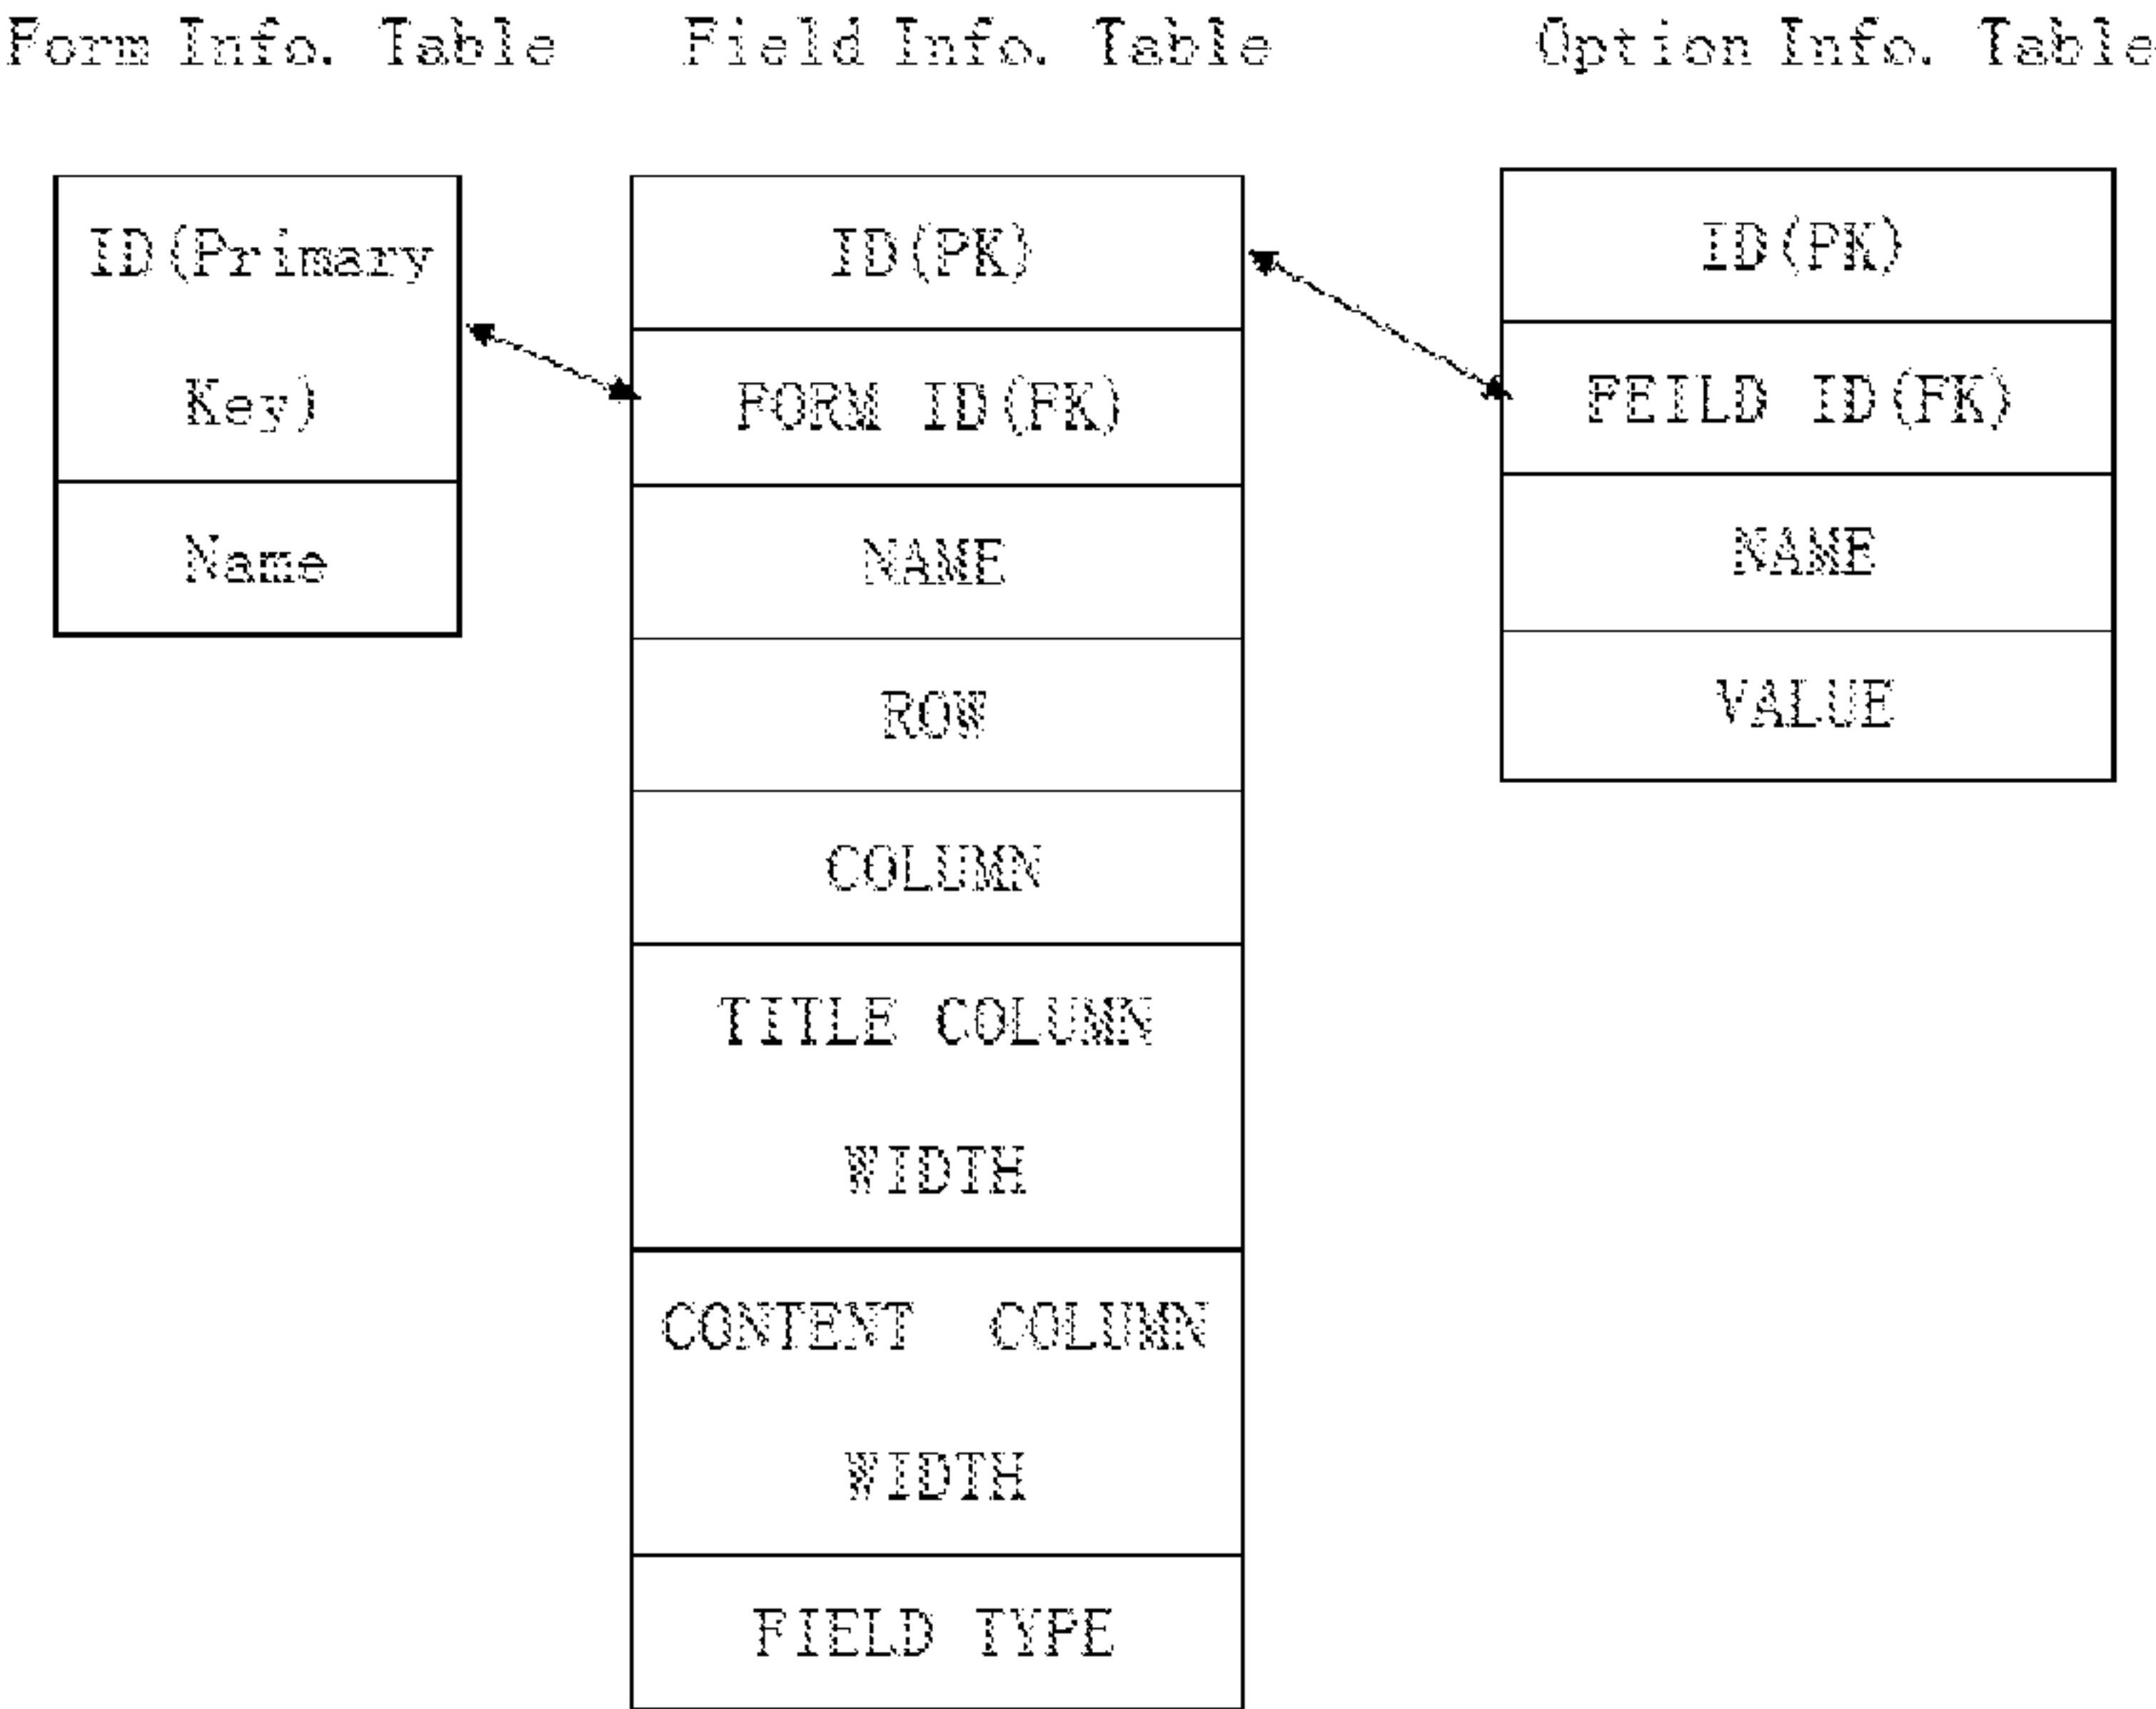 Form Info. Table
Field Info. Table
Option Info. Table
ID(Primary
Key)
Name
ID(PK)
FORM ID(FK)
NAME
ROW
COLUMN
TITLE COLUMN
WIDTH
CONTENT COLUMN
WIDTH
FIELD TYPE
ID(PK)
FEILD ID(FK)
NAME
VALUE